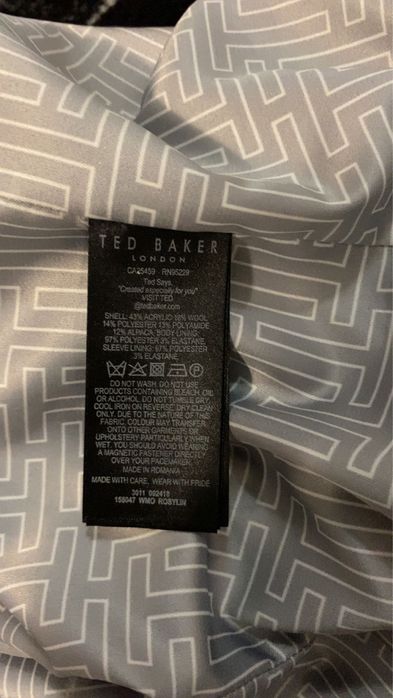 TED BAKER
LONDON
CA25459 RN95229
Ted Says,
"Created especially for you"
VISIT TED
@tedbaker.com
SHELL: 43% ACRYLIC 18% WOOL
14% POLYESTER 13% POLYAMIDE
12% ALPACA. BODY LINING:
97% POLYESTER 3% ELASTANE.
SLEEVE LINING: 97% POLYESTER
3% ELASTANE.
DO NOT WASH. DO NOT USE
PRODUCTS CONTAINING BLEACH, OIL
OR ALCOHOL. DO NOT TUMBLE DRY.
COOL IRON ON REVERSE. DRY CLEAN
ONLY. DUE TO THE NATURE OF THIS
FABRIC, COLOUR MAY TRANSFER
ONTO OTHER GARMENTS OR
UPHOLSTERY PARTICULARLY WHEN
WET. YOU SHOULD AVOID WEARING
A MAGNETIC FASTENER DIRECTLY
OVER YOUR PACEMAKER.
MADE IN ROMANIA
MADE WITH CARE, WEAR WITH PRIDE
3011 092418
158047 WMO ROBYLIN